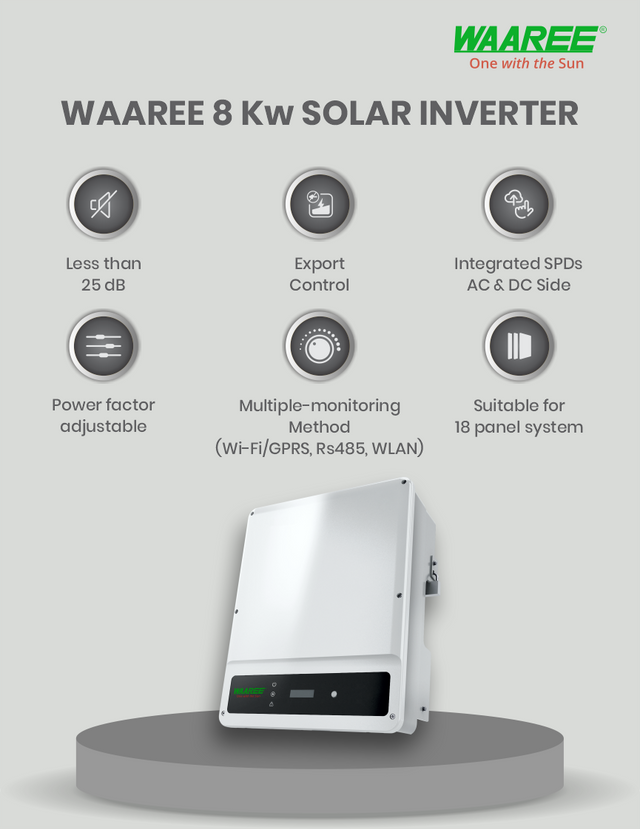 WAAREE®
One with the Sun
WAAREE 8 Kw SOLAR INVERTER
Less than
25 dB
Export
Control
Integrated SPDs
AC & DC Side
Power factor
adjustable
Multiple-monitoring
Method
(Wi-Fi/GPRS, Rs485, WLAN)
Suitable for
18 panel system
WAAREE